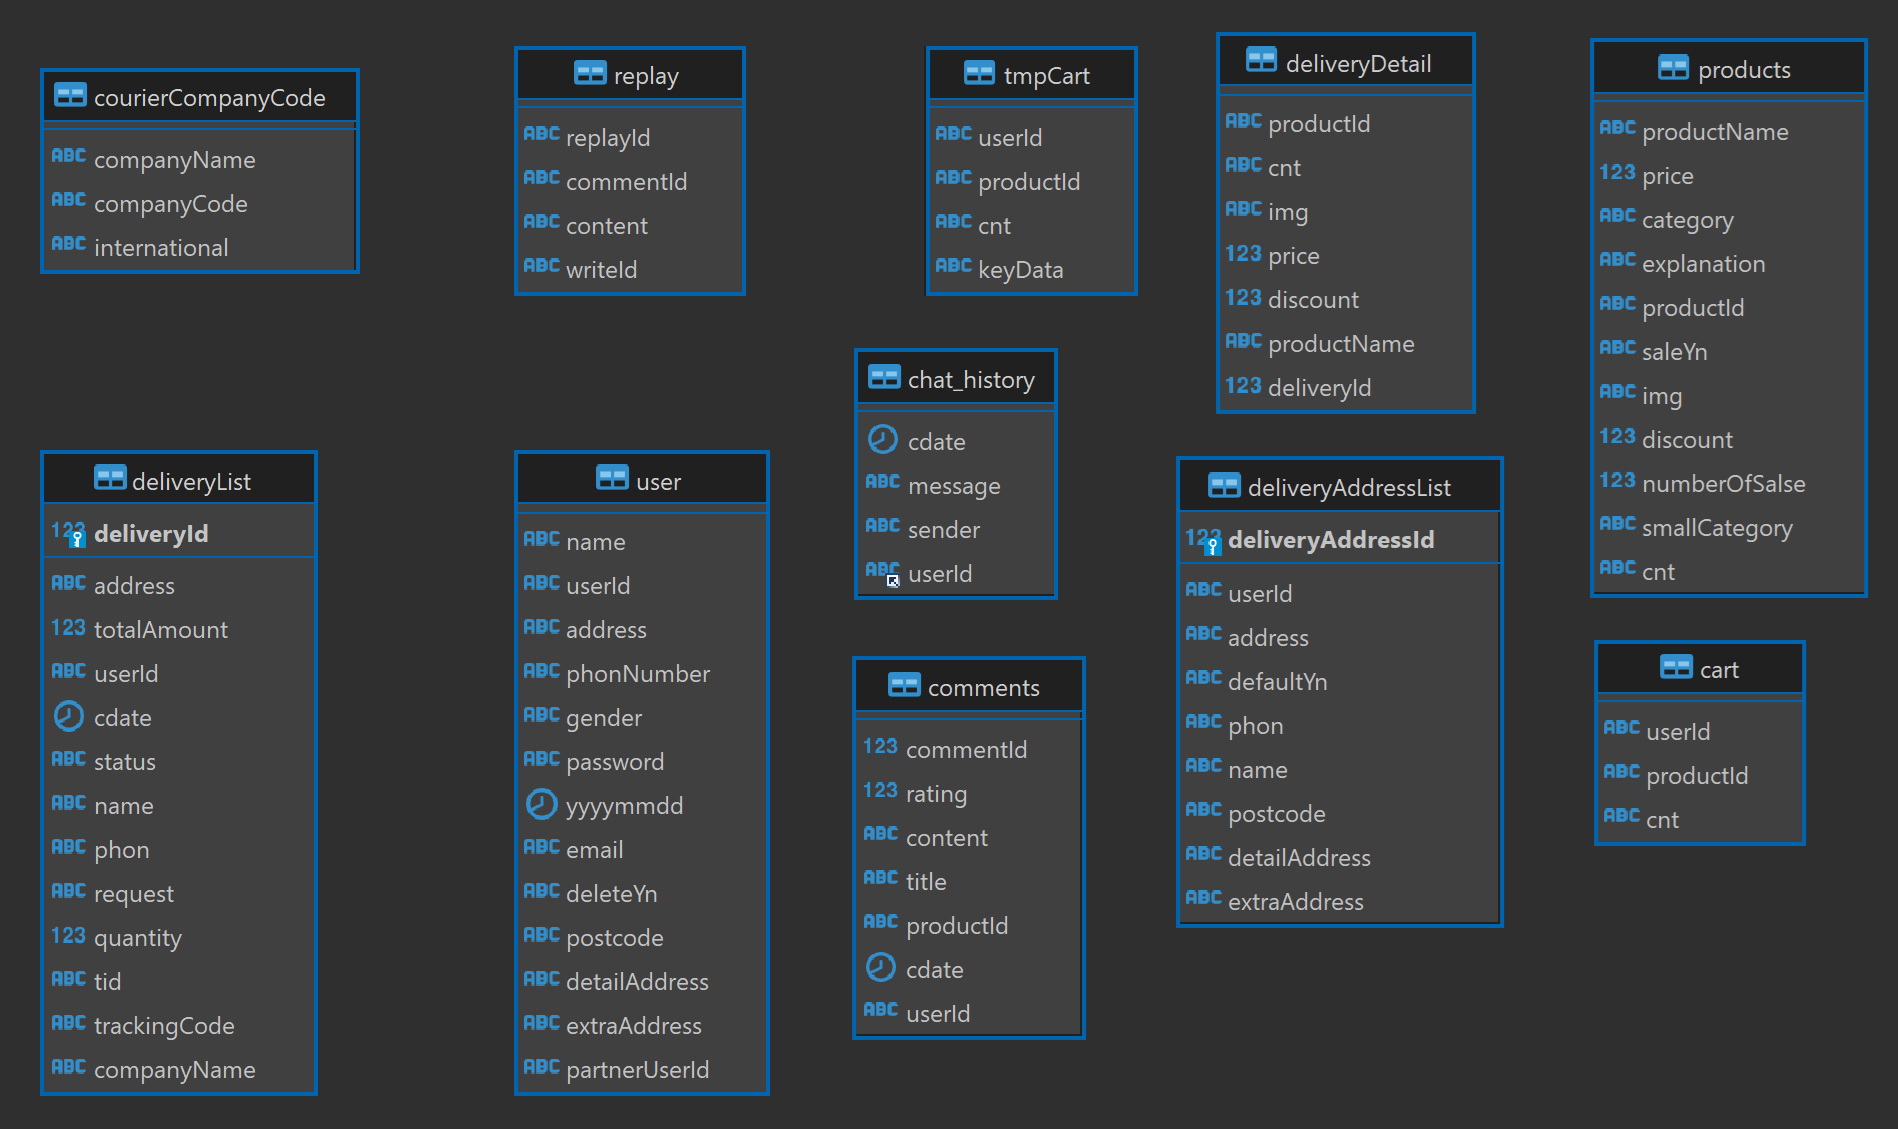 courierCompanyCode
ABC companyName
ABC companyCode
ABC international
replay
ABC replayId
ABC commentId
ABC content
ABC writeId
tmpCart
ABC userId
ABC productId
ABC cnt
ABC keyData
deliveryDetail
ABC productId
ABC cnt
ABC img
123 price
123 discount
ABC productName
123 deliveryId
products
ABC productName
123 price
ABC category
ABC explanation
ABC productId
ABC saleYn
ABC img
123 discount
123 numberOfSalse
ABC smallCategory
ABC cnt
chat_history
cdate
ABC message
ABC sender
ABC userId
deliveryList
123 deliveryId
ABC address
123 totalAmount
ABC userId
cdate
ABC status
ABC name
ABC phon
ABC request
123 quantity
ABC tid
ABC trackingCode
ABC companyName
user
ABC name
ABC userId
ABC address
ABC phonNumber
ABC gender
ABC password
yyyymmdd
ABC email
ABC deleteYn
ABC postcode
ABC detailAddress
ABC extraAddress
ABC partnerUserId
comments
123 commentId
123 rating
ABC content
ABC title
ABC productId
cdate
ABC userId
deliveryAddressList
123 deliveryAddressId
ABC userId
ABC address
ABC defaultYn
ABC phon
ABC name
ABC postcode
ABC detailAddress
ABC extraAddress
cart
ABC userId
ABC productId
ABC cnt